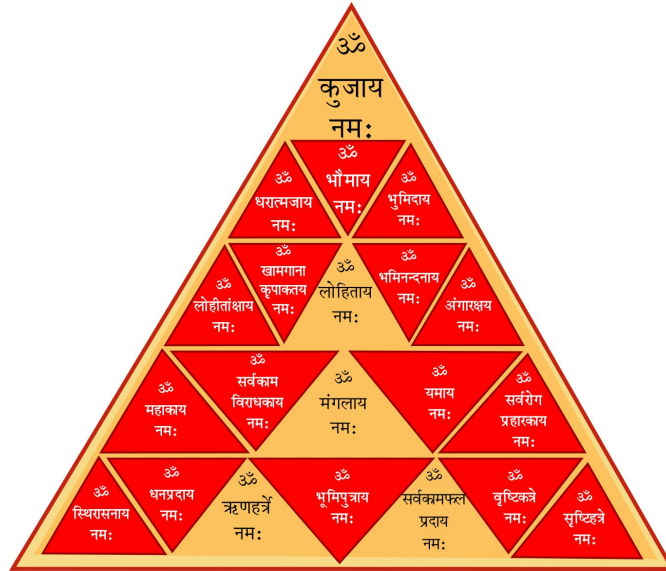 ॐ
कुजाय
नमः
ॐ
धरात्मजाय
नमः
ॐ
भौमाय
नमः
ॐ
भुमिदाय
नमः
ॐ
लोहीतांक्षाय
नमः
ॐ
खामगाना
कृपाकतय
नमः
ॐ
लोहिताय
नमः
ॐ
भमिनन्दनाय
नमः
ॐ
अंगारक्षय
नमः
ॐ
महाकाय
नमः
ॐ
सर्वकाम
विराधकाय
नमः
ॐ
मंगलाय
नमः
ॐ
यमाय
नमः
ॐ
सर्वरोग
प्रहारकाय
नमः
ॐ
स्थिरासनाय
नमः
ॐ
धनप्रदाय
नमः
ॐ
ऋणहर्त्रे
नमः
ॐ
भूमिपुत्राय
नमः
ॐ
सर्वकामफल
प्रदाय
नमः
ॐ
वृष्टिकत्रे
नमः
ॐ
सृष्टिहत्रे
नमः